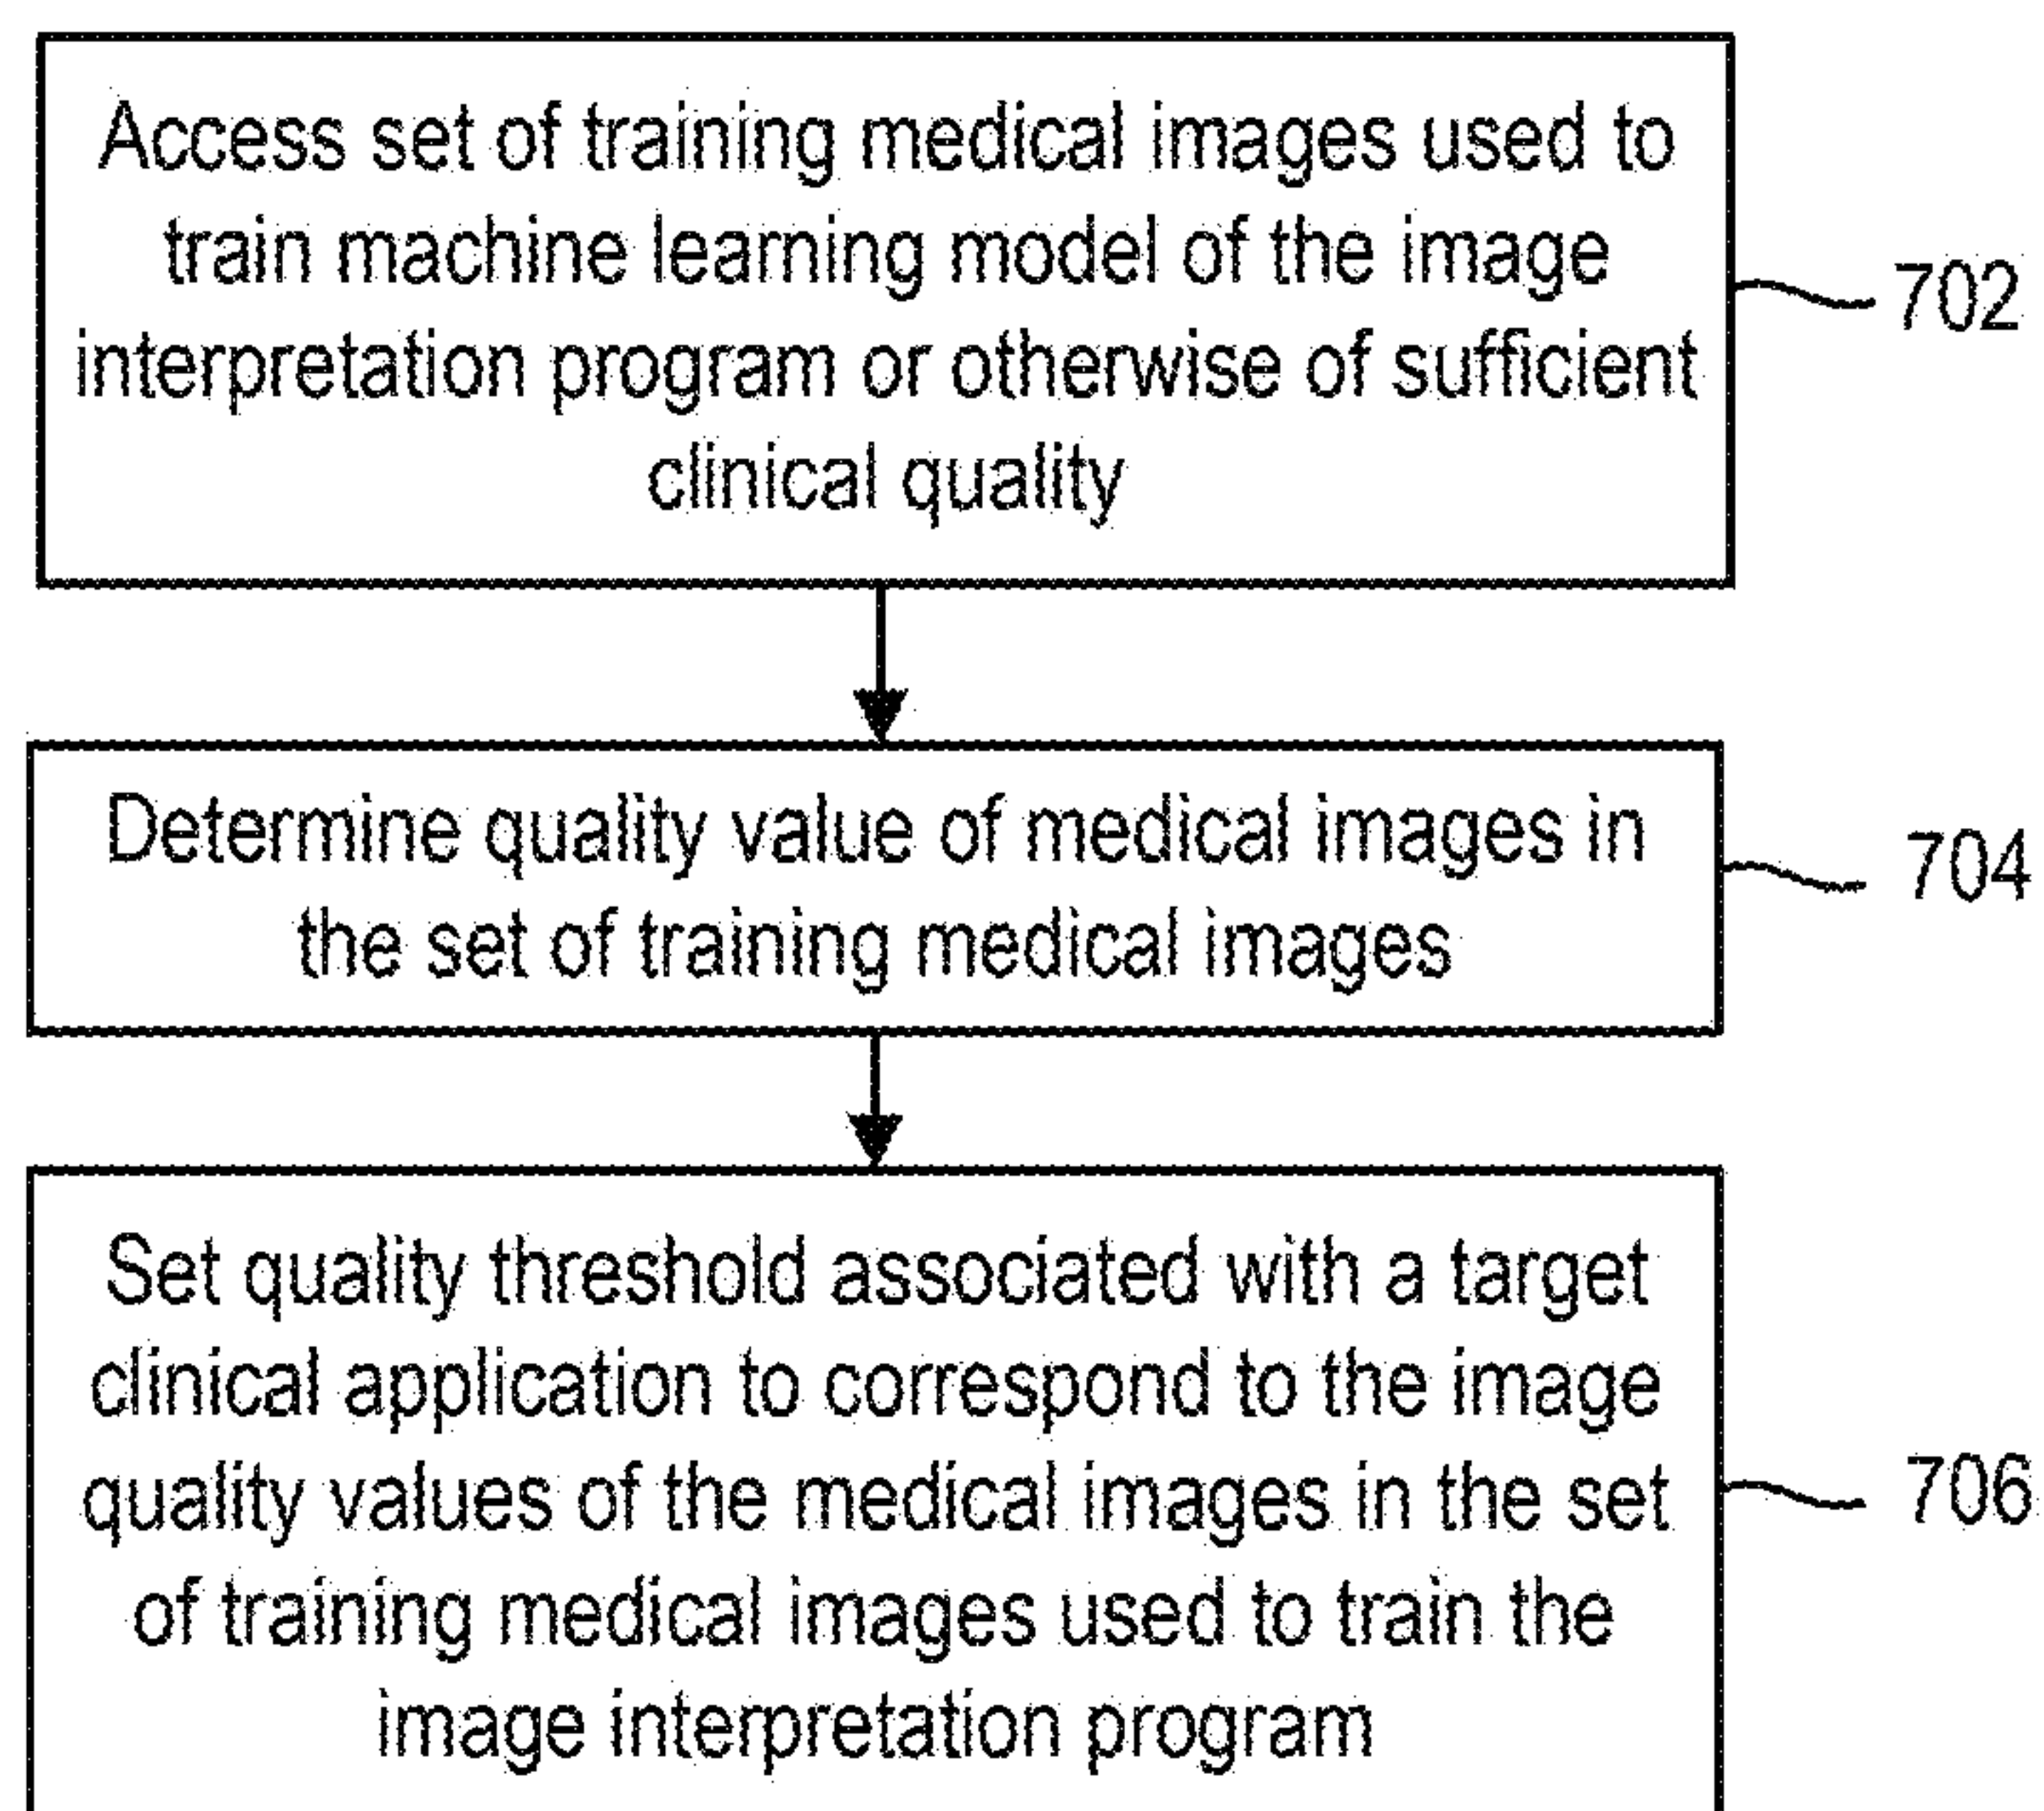 Access set of training medical images used to
train machine learning model of the image
interpretation program or otherwise of sufficient
clinical quality
702
Determine quality value of medical images in
the set of training medical images
704
Set quality threshold associated with a target
clinical application to correspond to the image
quality values of the medical images in the set
of training medical images used to train the
image interpretation program
706